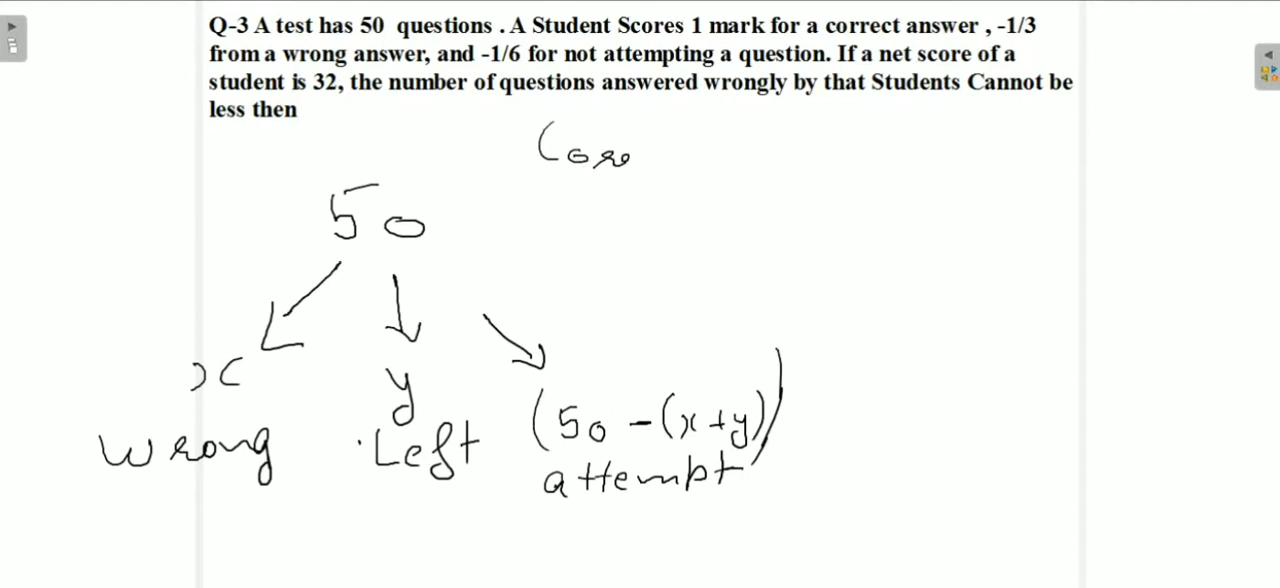 Q-3 A test has 50 questions . A Student Scores 1 mark for a correct answer , -1/3
from a wrong answer, and -1/6 for not attempting a question. If a net score of a
student is 32, the number of questions answered wrongly by that Students Cannot be
less then
50
x y (50-(x+y))
wrong Left attempt